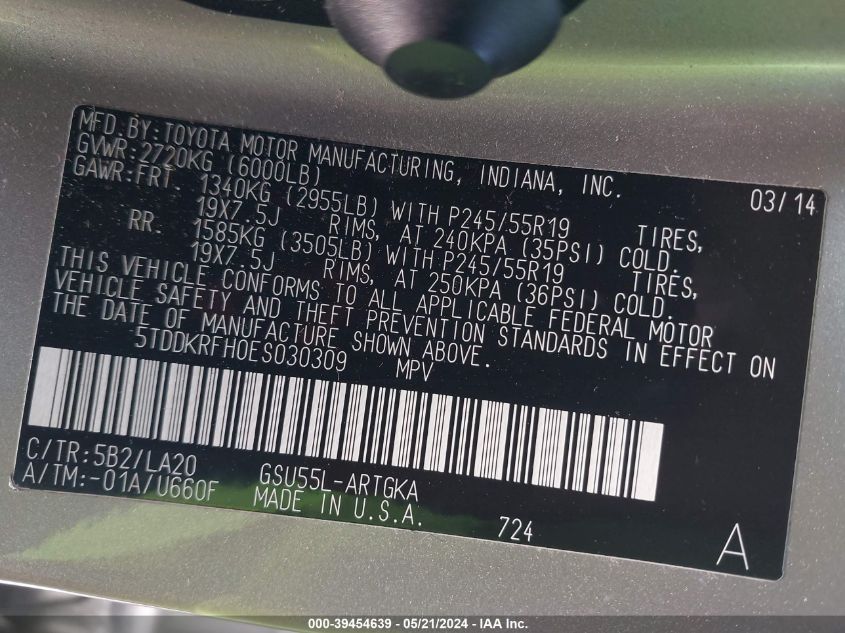 MFD.BY:TOYOTA MOTOR MANUFACTURING, INDIANA, INC. 03/14
GVWR:2720KG (6000LB)
GAWR:FRT. 1340KG (2955LB) WITH P245/55R19 TIRES,
19X7.5J RIMS, AT 240KPA (35PSI) COLD.
RR. 1585KG (3505LB) WITH P245/55R19 TIRES,
19X7.5J RIMS, AT 250KPA (36PSI) COLD.
THIS VEHICLE CONFORMS TO ALL APPLICABLE FEDERAL MOTOR
VEHICLE SAFETY AND THEFT PREVENTION STANDARDS IN EFFECT ON
THE DATE OF MANUFACTURE SHOWN ABOVE.
5TDDKRFH0ES030309 MPV
C/TR:5B2/LA20 GSU55L-ARTGKA
A/TM:-01A/U660F MADE IN U.S.A. 724 A
000-39454639 - 05/21/2024 - IAA Inc.